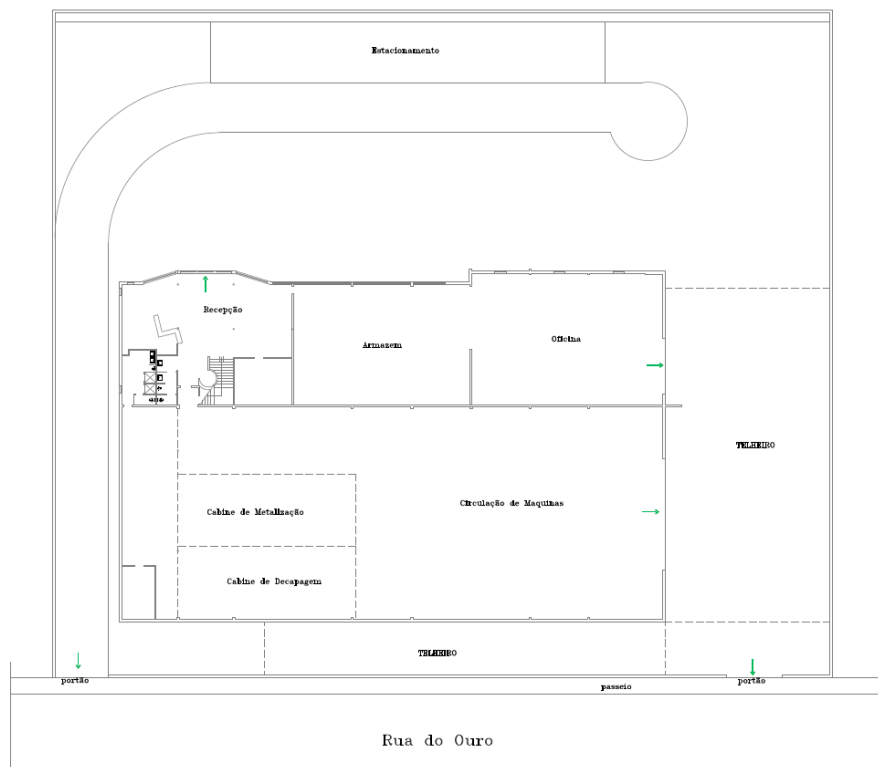 Estacionamento
Recepção
Oficina
Armazem
TELHEIRO
Circulação de Maquinas
Cabine de Metalização
Cabine de Decapagem
TELHEIRO
portão
portão
passeio
Rua do Ouro